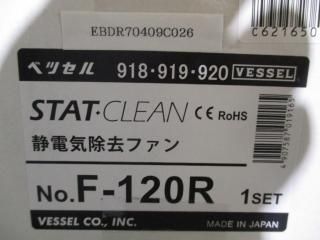 C621650
EBDR70409C026
ベッセル 918・919・920 VESSEL
STAT・CLEAN CE RoHS
静電気除去ファン
No.F-120R 1SET
VESSEL CO., INC. MADE IN JAPAN
4907587019165